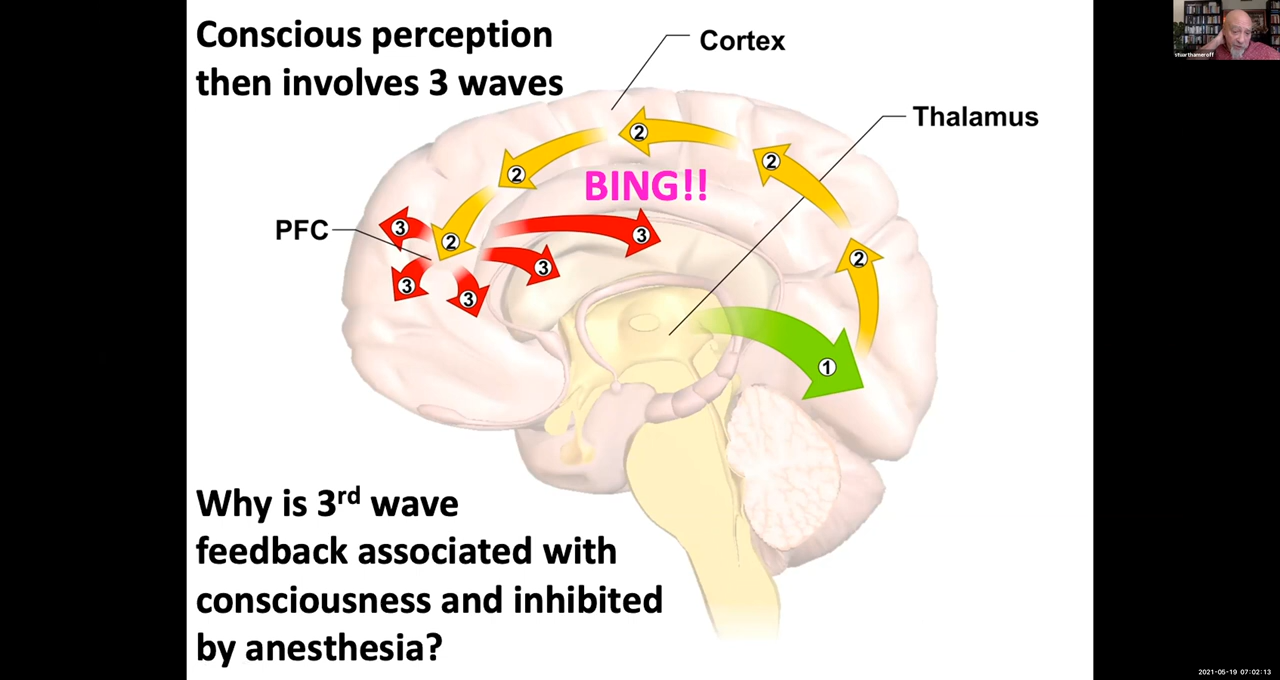 Conscious perception
then involves 3 waves
Cortex
Thalamus
PFC
BING!!
2
2
2
2
2
3
3
3
3
3
1
Why is 3rd wave
feedback associated with
consciousness and inhibited
by anesthesia?
stuarthameroff
2021-05-19 07:02:13